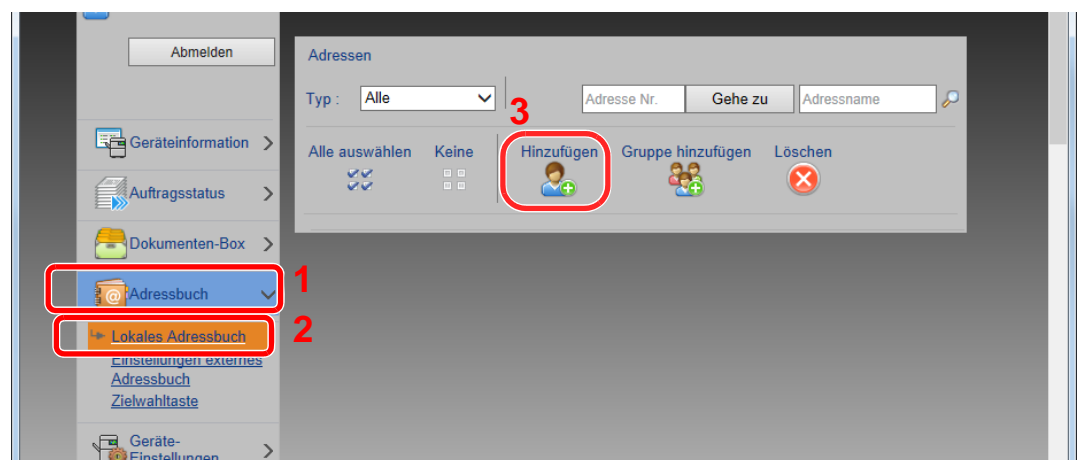 Abmelden
Geräteinformation
Auftragsstatus
Dokumenten-Box
Adressbuch
1
Lokales Adressbuch
2
Einstellungen externes
Adressbuch
Zielwahltaste
Geräte-
Einstellungen
Adressen
Typ : Alle
3
Adresse Nr. Gehe zu Adressname
Alle auswählen Keine Hinzufügen Gruppe hinzufügen Löschen